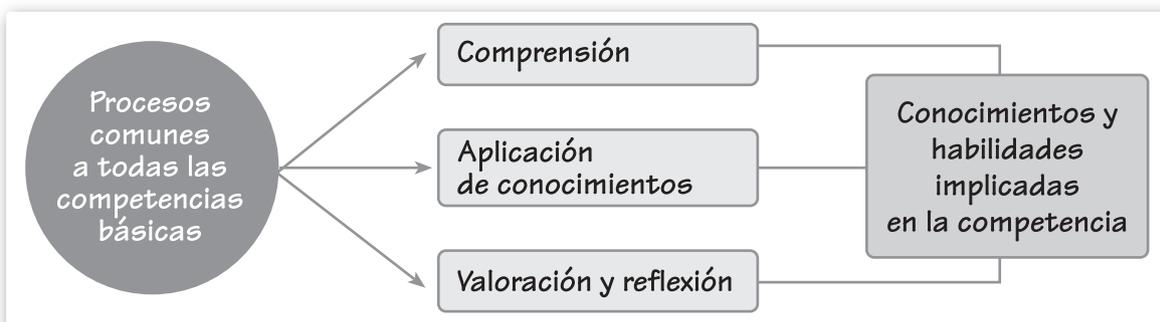 Procesos
comunes
a todas las
competencias
básicas
Comprensión
Aplicación
de conocimientos
Valoración y reflexión
Conocimientos y
habilidades
implicadas
en la competencia